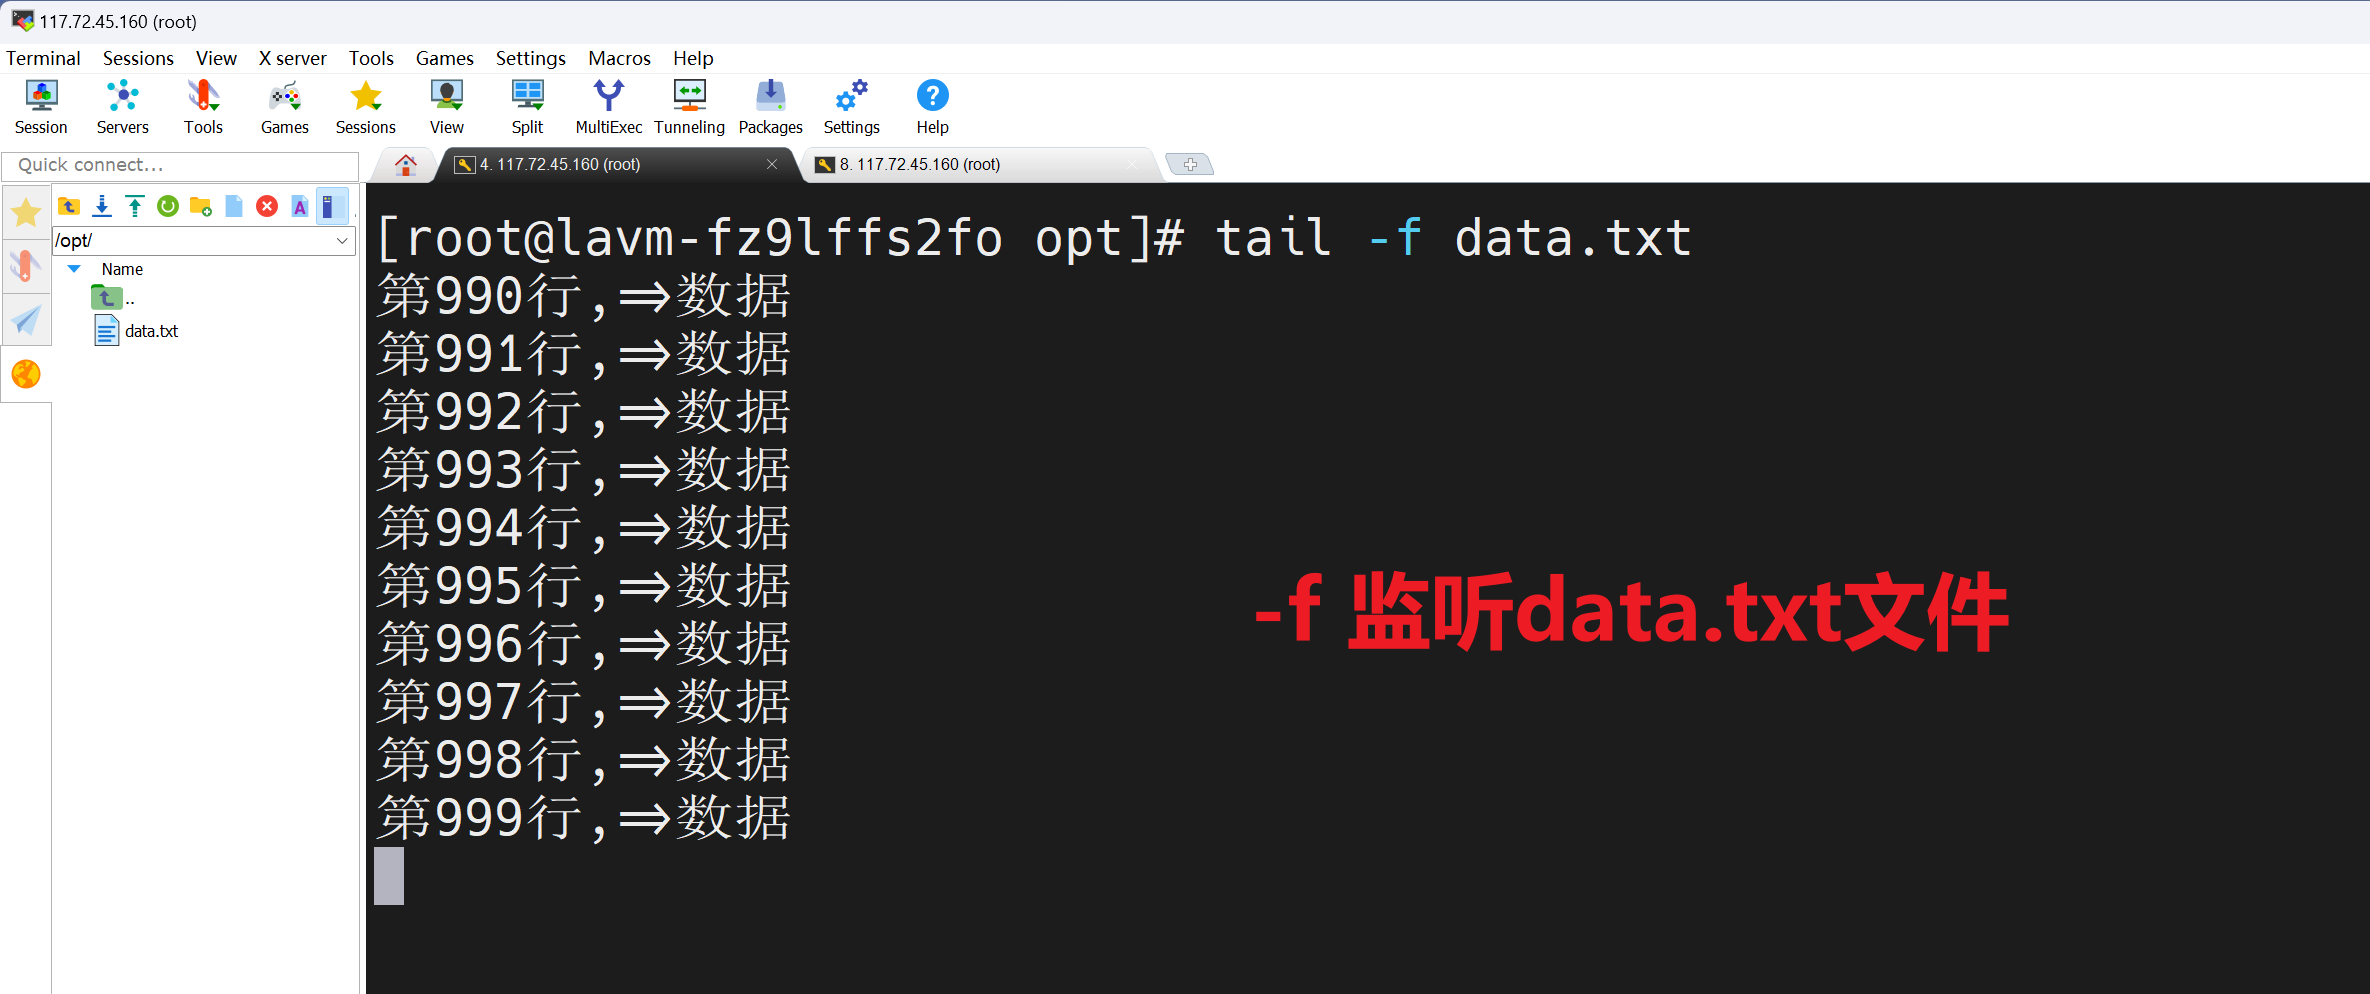 117.72.45.160 (root)
Terminal Sessions View X server Tools Games Settings Macros Help
Session Servers Tools Games Sessions View Split MultiExec Tunneling Packages Settings Help
Quick connect...
4. 117.72.45.160 (root)
8. 117.72.45.160 (root)
/opt/
Name
..
data.txt
[root@lavm-fz9lffs2fo opt]# tail -f data.txt
第990行,=>数据
第991行,=>数据
第992行,=>数据
第993行,=>数据
第994行,=>数据
第995行,=>数据
第996行,=>数据
第997行,=>数据
第998行,=>数据
第999行,=>数据
-f 监听data.txt文件